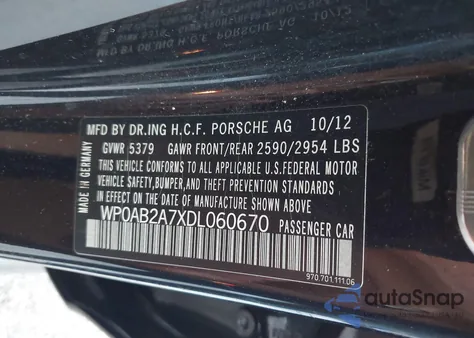 MFD BY DR.ING H.C.F. PORSCHE AG 10/12
GVWR 5379 GAWR FRONT/REAR 2590/2954 LBS
THIS VEHICLE CONFORMS TO ALL APPLICABLE U.S.FEDERAL MOTOR
VEHICLE SAFETY,BUMPER,AND THEFT PREVENTION STANDARDS
IN EFFECT ON THE DATE OF MANUFACTURE SHOWN ABOVE
WP0AB2A7XDL060670 PASSENGER CAR
MADE IN GERMANY
970.701.111.06
autoSnap